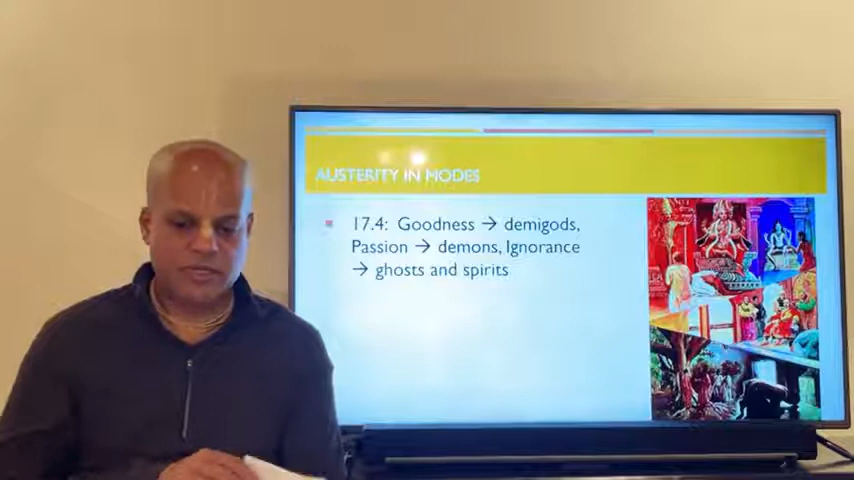 AUSTERITY IN MODES
17.4: Goodness → demigods,
Passion → demons, Ignorance
→ ghosts and spirits